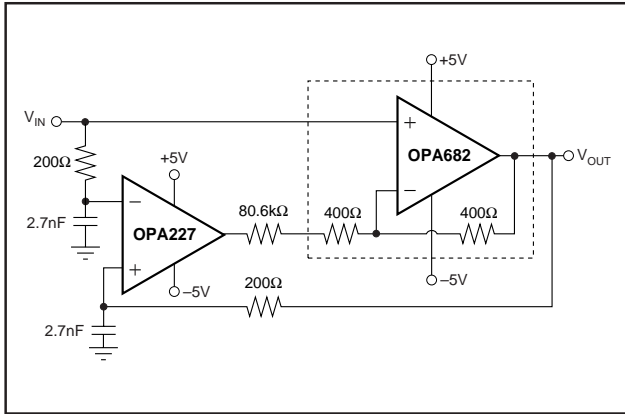 +5V
V_IN
+
OPA682
V_OUT
200Ω
+5V
−
−
80.6kΩ
400Ω
400Ω
2.7nF
OPA227
+
−5V
−5V
200Ω
2.7nF